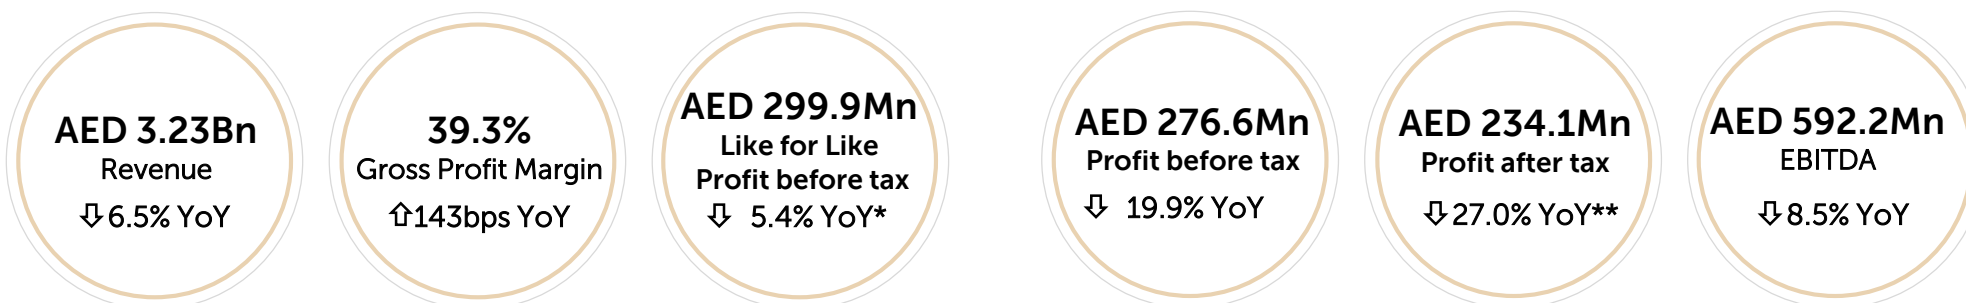 AED 3.23Bn
Revenue
⇩6.5% YoY
39.3%
Gross Profit Margin
⇧143bps YoY
AED 299.9Mn
Like for Like
Profit before tax
⇩ 5.4% YoY*
AED 276.6Mn
Profit before tax
⇩ 19.9% YoY
AED 234.1Mn
Profit after tax
⇩27.0% YoY**
AED 592.2Mn
EBITDA
⇩8.5% YoY